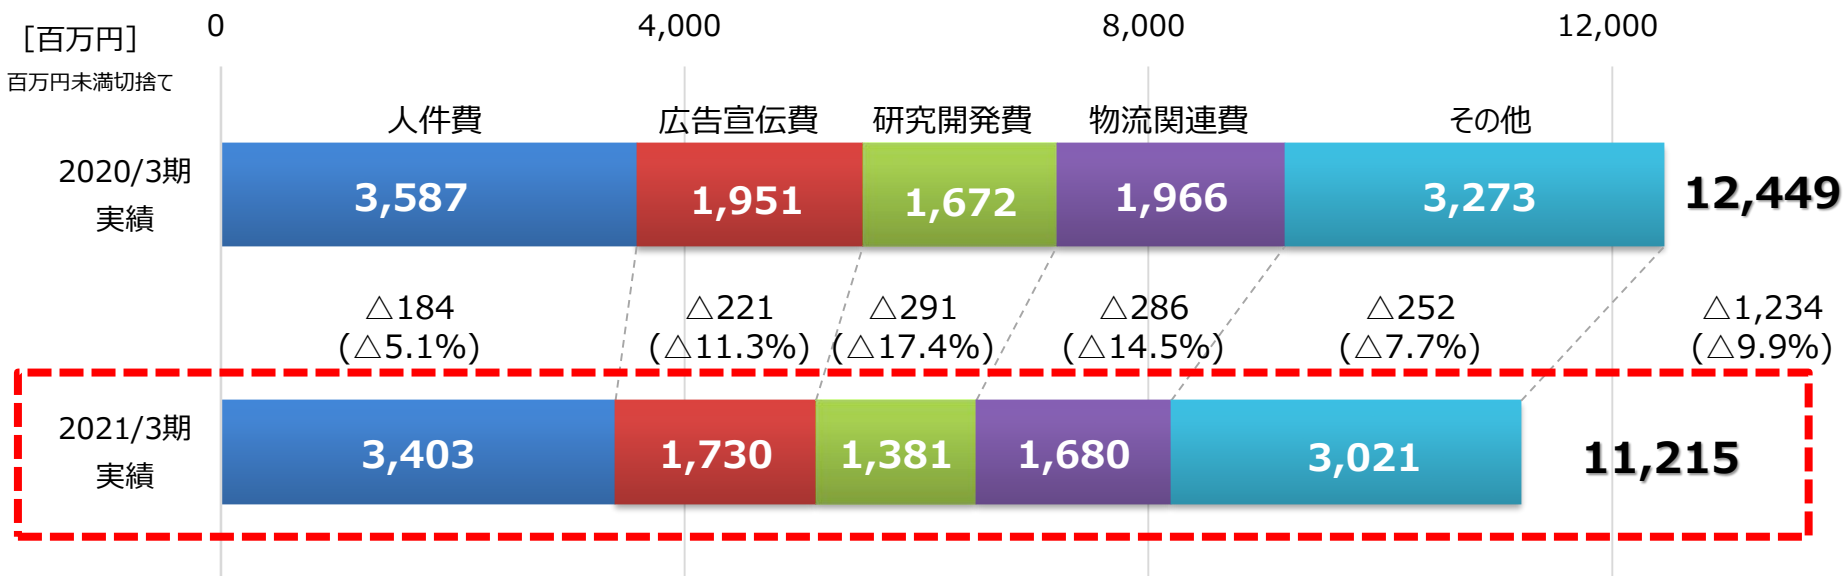 ［百万円］
百万円未満切捨て
0 4,000 8,000 12,000
人件費 広告宣伝費 研究開発費 物流関連費 その他
2020/3期
実績
3,587 1,951 1,672 1,966 3,273 12,449
△184 △221 △291 △286 △252 △1,234
(△5.1%) (△11.3%) (△17.4%) (△14.5%) (△7.7%) (△9.9%)
2021/3期
実績
3,403 1,730 1,381 1,680 3,021 11,215